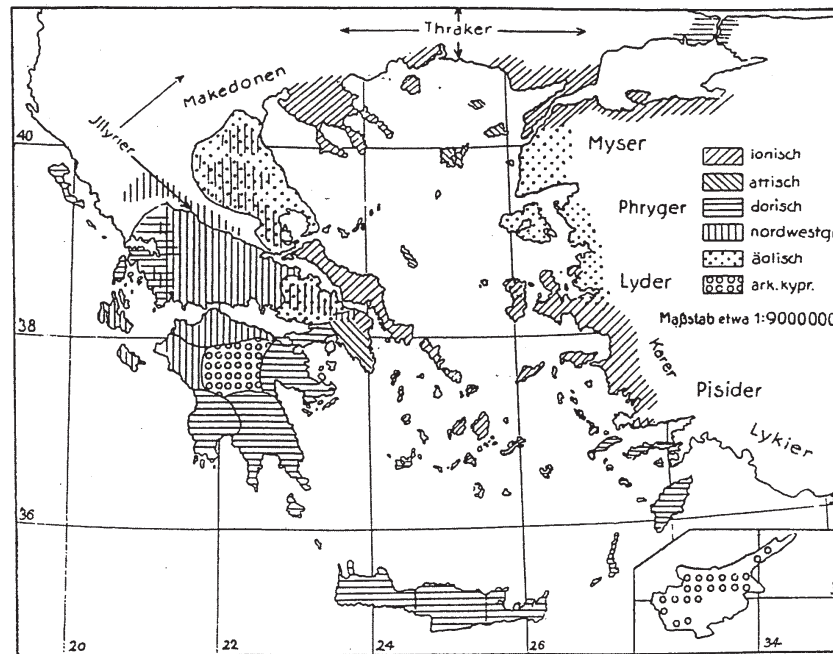 Thraker
Makedonen
Jllyrier
40
Myser
Phryger
Lyder
ionisch
attisch
dorisch
nordwestgr
äolisch
ark.kypr.
Maßstab etwa 1:9000000
38
Karer
Pisider
Lykier
36
20
22
24
26
34